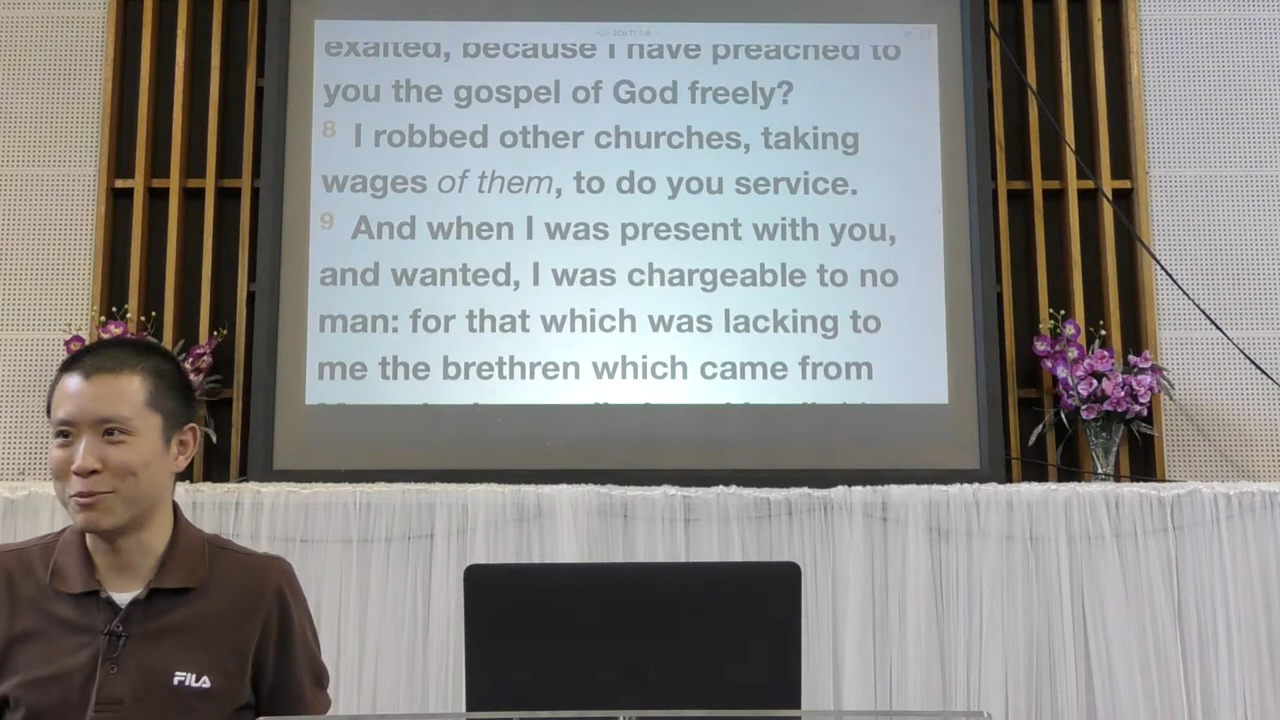 exalted, because I have preached to
you the gospel of God freely?
8 I robbed other churches, taking
wages of them, to do you service.
9 And when I was present with you,
and wanted, I was chargeable to no
man: for that which was lacking to
me the brethren which came from
FILA